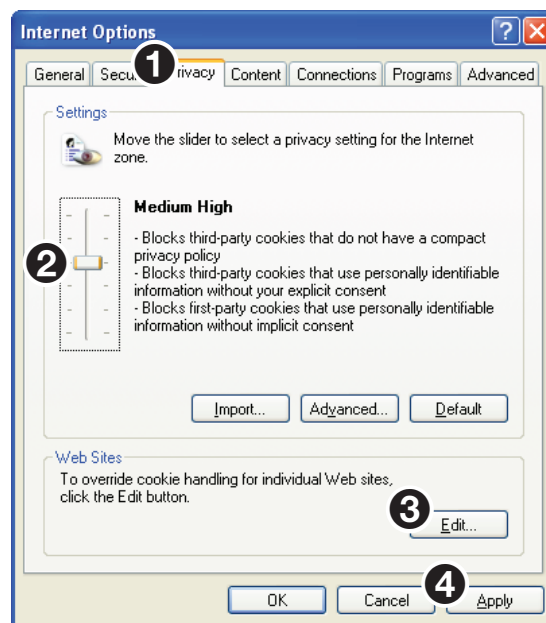 Internet Options
1
General Secu rivacy Content Connections Programs Advanced
Settings
Move the slider to select a privacy setting for the Internet
zone.
Medium High
- Blocks third-party cookies that do not have a compact
privacy policy
2
- Blocks third-party cookies that use personally identifiable
information without your explicit consent
- Blocks first-party cookies that use personally identifiable
information without implicit consent
Import... Advanced... Default
Web Sites
To override cookie handling for individual Web sites,
click the Edit button.
3
Edit...
4
OK Cancel Apply